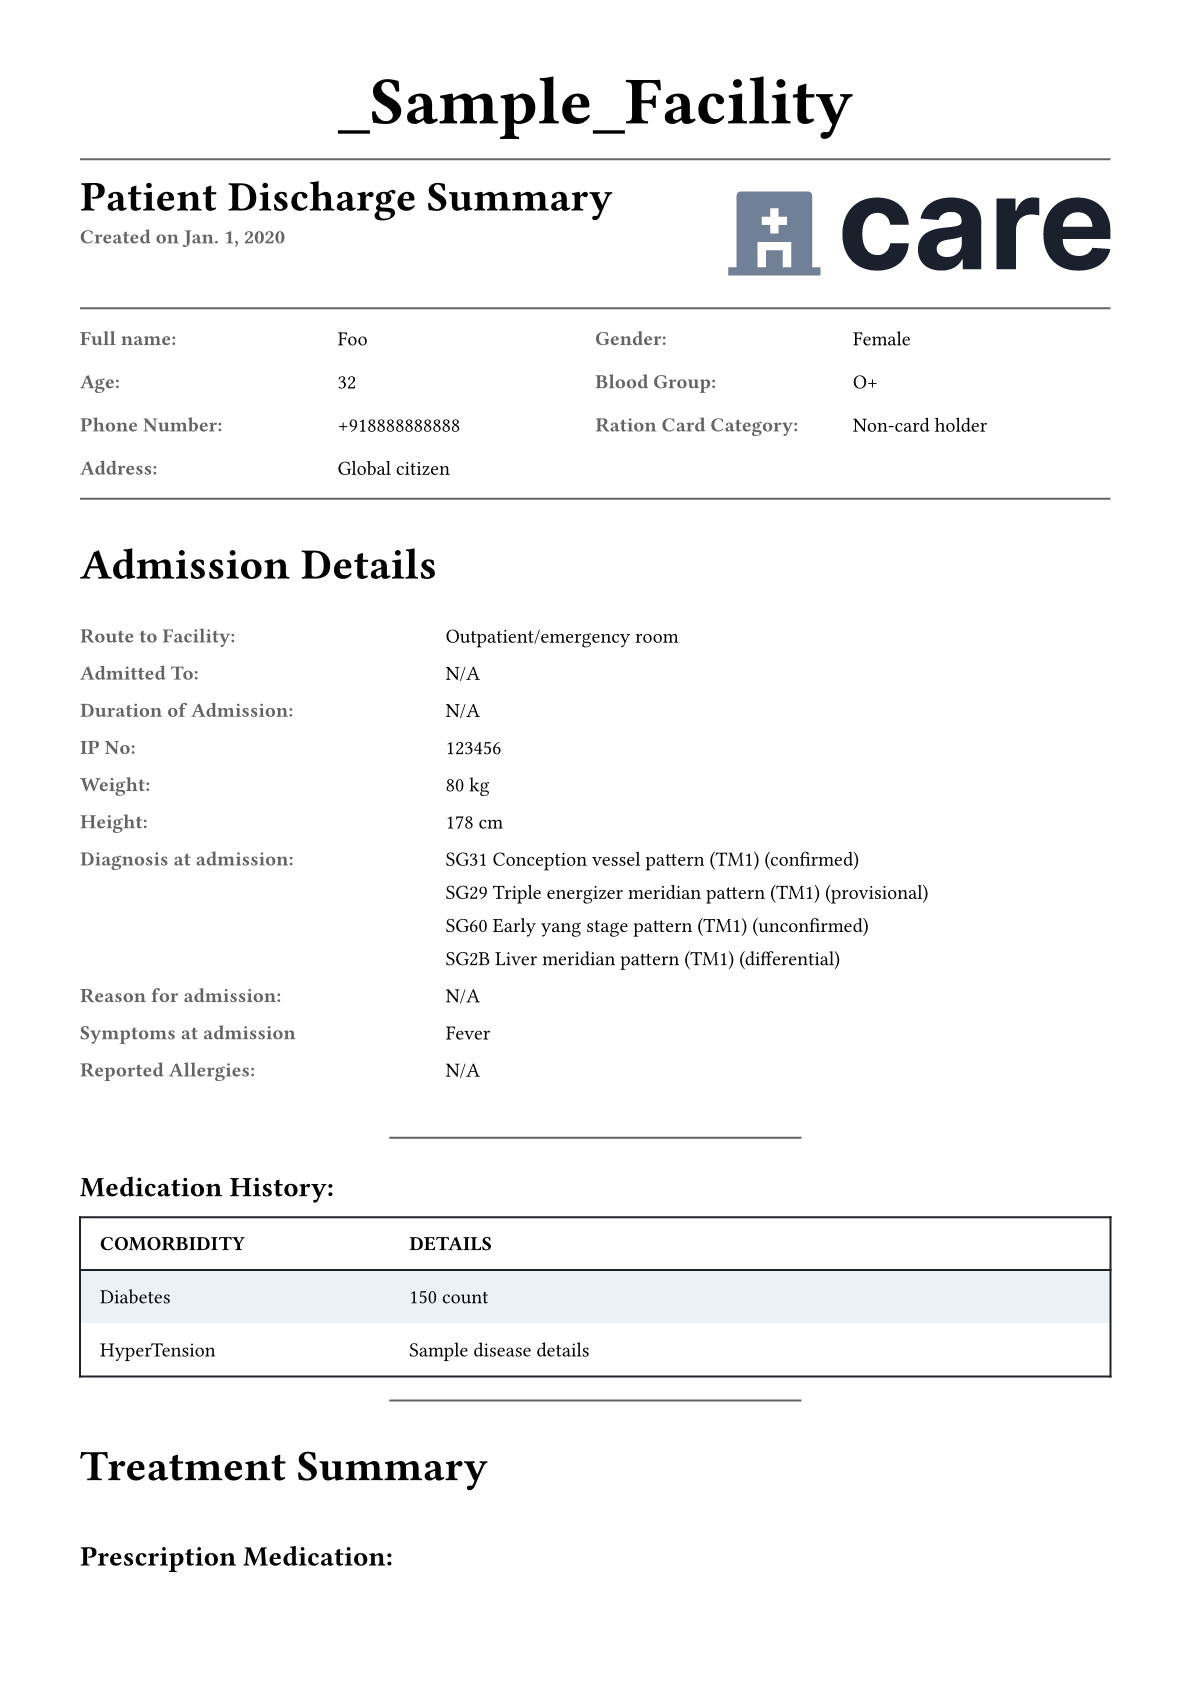 _Sample_Facility
Patient Discharge Summary
Created on Jan. 1, 2020
care
Full name: Foo Gender: Female
Age: 32 Blood Group: O+
Phone Number: +918888888888 Ration Card Category: Non-card holder
Address: Global citizen
Admission Details
Route to Facility: Outpatient/emergency room
Admitted To: N/A
Duration of Admission: N/A
IP No: 123456
Weight: 80 kg
Height: 178 cm
Diagnosis at admission: SG31 Conception vessel pattern (TM1) (confirmed)
SG29 Triple energizer meridian pattern (TM1) (provisional)
SG60 Early yang stage pattern (TM1) (unconfirmed)
SG2B Liver meridian pattern (TM1) (differential)
Reason for admission: N/A
Symptoms at admission Fever
Reported Allergies: N/A
Medication History:
COMORBIDITY DETAILS
Diabetes 150 count
HyperTension Sample disease details
Treatment Summary
Prescription Medication: